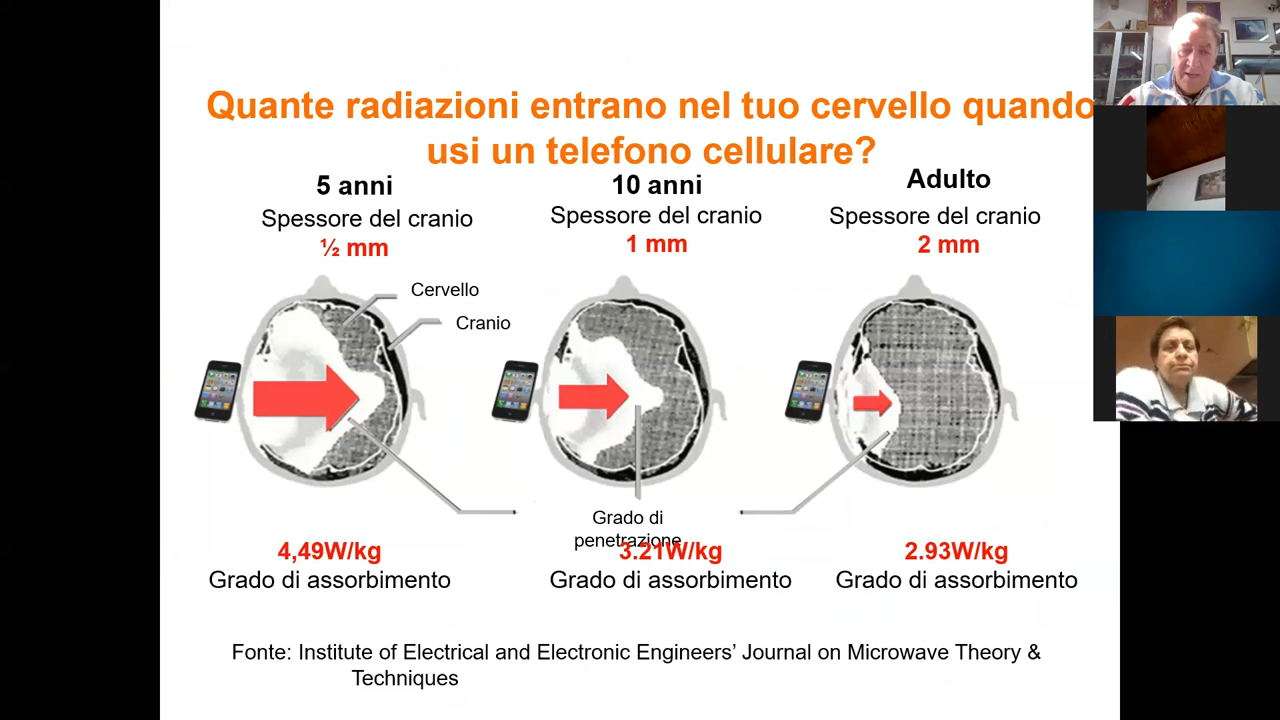 Quante radiazioni entrano nel tuo cervello quando
usi un telefono cellulare?
5 anni
Spessore del cranio
½ mm
10 anni
Spessore del cranio
1 mm
Adulto
Spessore del cranio
2 mm
Cervello
Cranio
Grado di
penetrazione
4,49W/kg
Grado di assorbimento
3.21W/kg
Grado di assorbimento
2.93W/kg
Grado di assorbimento
Fonte: Institute of Electrical and Electronic Engineers’ Journal on Microwave Theory &
Techniques